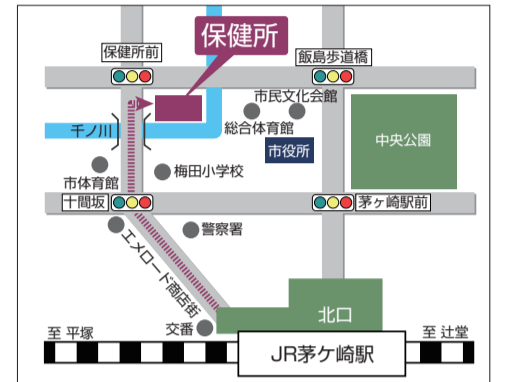 保健所前
保健所
飯島歩道橋
市民文化会館
千ノ川
総合体育館
市役所
中央公園
市体育館
梅田小学校
十間坂
茅ヶ崎駅前
警察署
エメロード商店街
交番
北口
至 平塚
至 辻堂
JR茅ケ崎駅